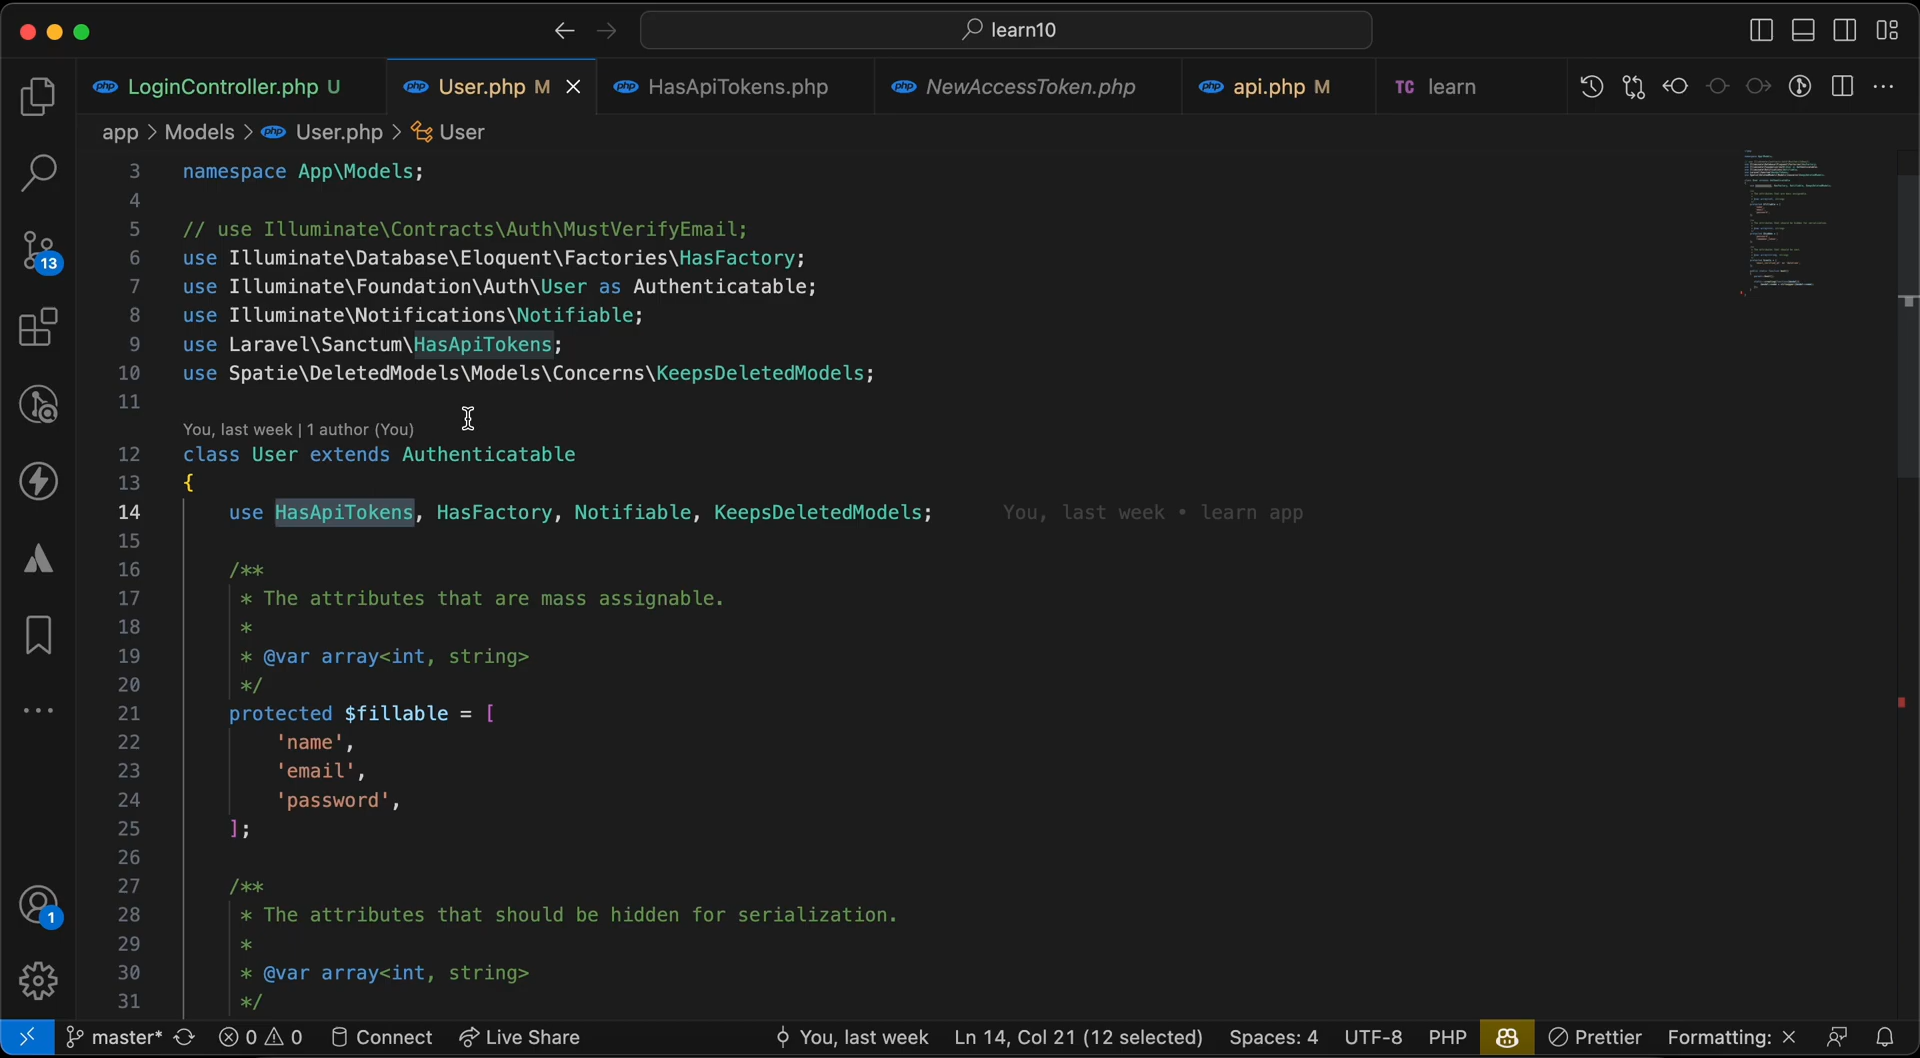 learn10
LoginController.php U
User.php M
HasApiTokens.php
NewAccessToken.php
api.php M
TC learn
app > Models > User.php > User
3 namespace App\Models;
4
5 // use Illuminate\Contracts\Auth\MustVerifyEmail;
6 use Illuminate\Database\Eloquent\Factories\HasFactory;
7 use Illuminate\Foundation\Auth\User as Authenticatable;
8 use Illuminate\Notifications\Notifiable;
9 use Laravel\Sanctum\HasApiTokens;
10 use Spatie\DeletedModels\Models\Concerns\KeepsDeletedModels;
11
You, last week | 1 author (You)
12 class User extends Authenticatable
13 {
14 use HasApiTokens, HasFactory, Notifiable, KeepsDeletedModels; You, last week • learn app
15
16 /**
17 * The attributes that are mass assignable.
18 *
19 * @var array<int, string>
20 */
21 protected $fillable = [
22 'name',
23 'email',
24 'password',
25 ];
26
27 /**
28 * The attributes that should be hidden for serialization.
29 *
30 * @var array<int, string>
31 */
13
1
master* 0 0 Connect Live Share You, last week Ln 14, Col 21 (12 selected) Spaces: 4 UTF-8 PHP Prettier Formatting: ×